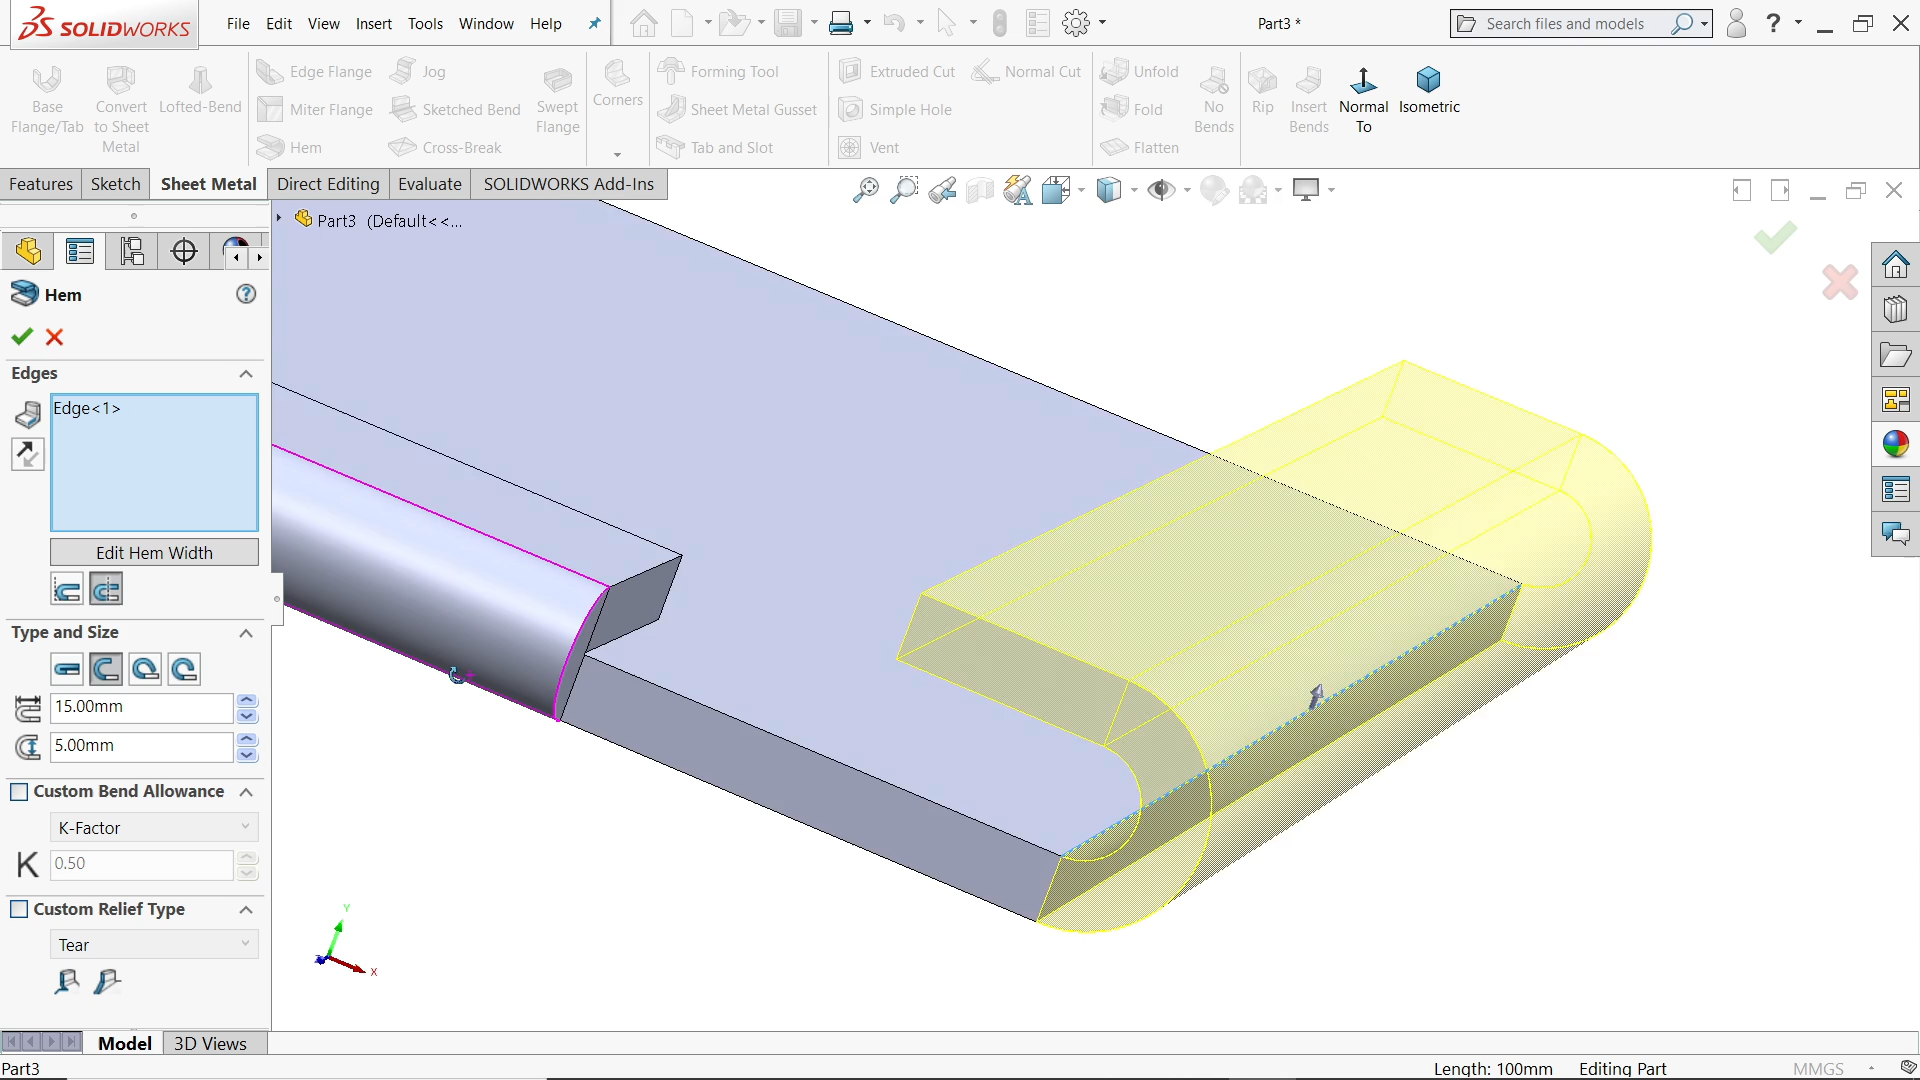 SOLIDWORKS File Edit View Insert Tools Window Help Part3 * Search files and models ?
Base Flange/Tab
Convert to Sheet Metal
Lofted-Bend
Edge Flange
Miter Flange
Hem
Jog
Sketched Bend
Cross-Break
Swept Flange
Corners
Forming Tool
Sheet Metal Gusset
Tab and Slot
Extruded Cut
Simple Hole
Vent
Normal Cut
Unfold
Fold
Flatten
No Bends
Rip
Insert Bends
Normal To
Isometric
Features Sketch Sheet Metal Direct Editing Evaluate SOLIDWORKS Add-Ins
Part3 (Default<<...
Hem ?
Edges
Edge<1>
Edit Hem Width
Type and Size
15.00mm
5.00mm
Custom Bend Allowance
K-Factor
K 0.50
Custom Relief Type
Tear
Y
X
Z
Model 3D Views
Part3 Length: 100mm Editing Part MMGS